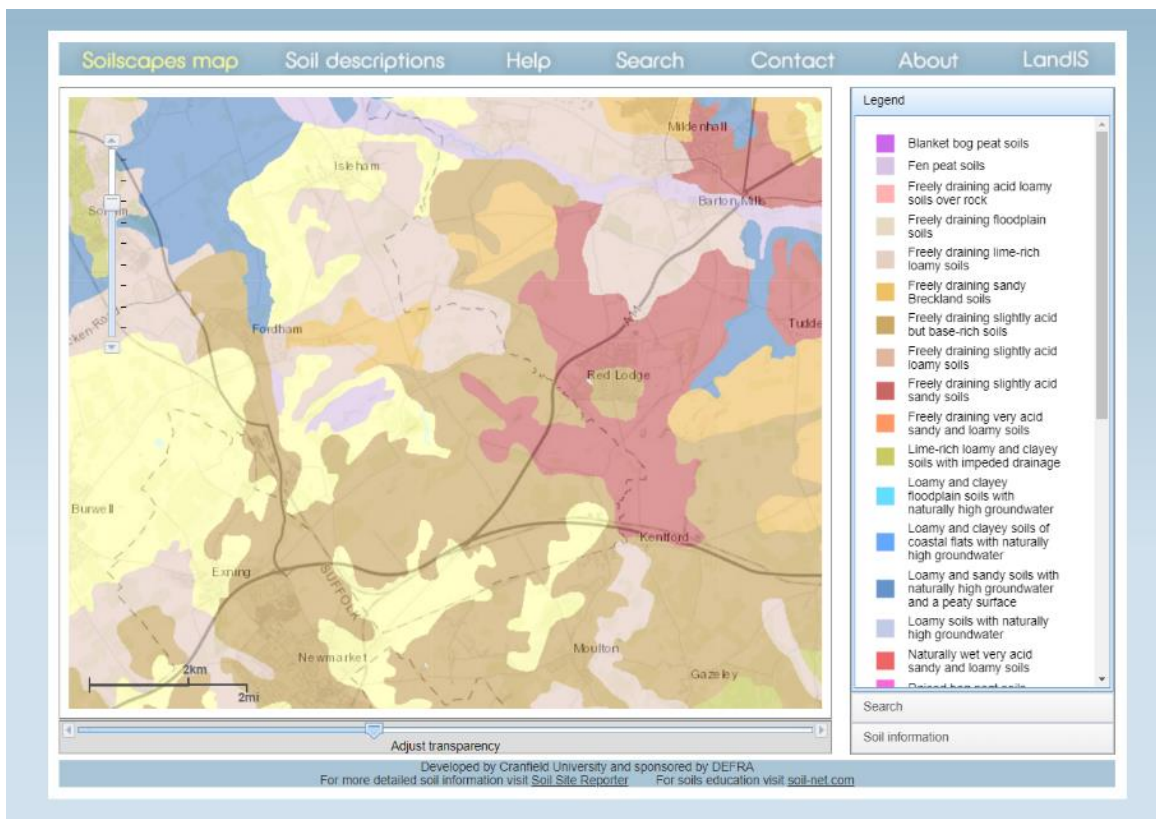 Soilscapes map Soil descriptions Help Search Contact About LandIS
Legend
Mildenhall
Isleham
Barton Mills
Fordham
Red Lodge
Burwell
Kentford
Exning
SUFFOLK
Newmarket
Moulton
Gazeley
2km
2mi
Adjust transparency
Blanket bog peat soils
Fen peat soils
Freely draining acid loamy
soils over rock
Freely draining floodplain
soils
Freely draining lime-rich
loamy soils
Freely draining sandy
Breckland soils
Freely draining slightly acid
but base-rich soils
Freely draining slightly acid
loamy soils
Freely draining slightly acid
sandy soils
Freely draining very acid
sandy and loamy soils
Lime-rich loamy and clayey
soils with impeded drainage
Loamy and clayey
floodplain soils with
naturally high groundwater
Loamy and clayey soils of
coastal flats with naturally
high groundwater
Loamy and sandy soils with
naturally high groundwater
and a peaty surface
Loamy soils with naturally
high groundwater
Naturally wet very acid
sandy and loamy soils
Search
Soil information
Developed by Cranfield University and sponsored by DEFRA
For more detailed soil information visit Soil Site Reporter For soils education visit soil-net.com